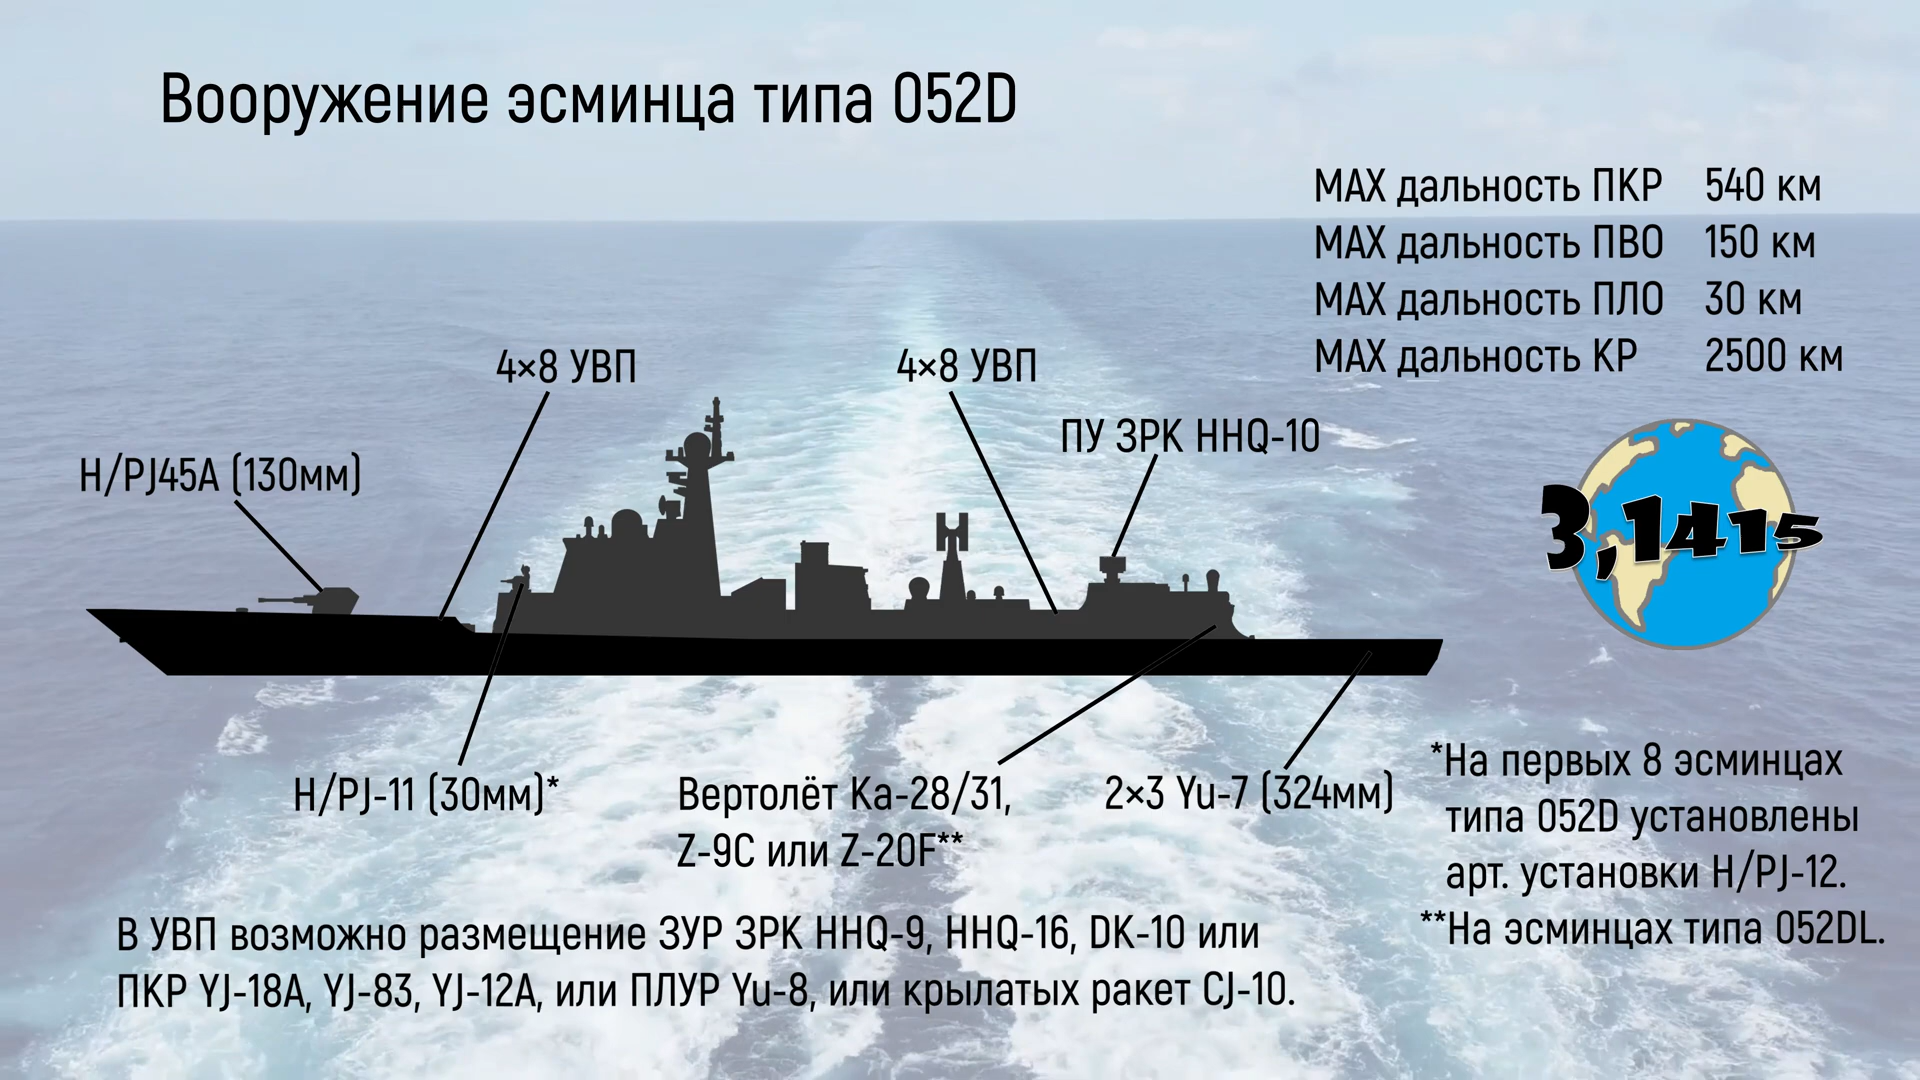 Вооружение эсминца типа 052D
MAX дальность ПКР 540 км
MAX дальность ПВО 150 км
MAX дальность ПЛО 30 км
MAX дальность КР 2500 км
4×8 УВП
4×8 УВП
ПУ ЗРК HHQ-10
H/PJ45A (130мм)
3,1415
H/PJ-11 (30мм)*
Вертолёт Ка-28/31,
Z-9C или Z-20F**
2×3 Yu-7 (324мм)
*На первых 8 эсминцах
типа 052D установлены
арт. установки H/PJ-12.
**На эсминцах типа 052DL.
В УВП возможно размещение ЗУР ЗРК HHQ-9, HHQ-16, DK-10 или
ПКР YJ-18A, YJ-83, YJ-12A, или ПЛУР Yu-8, или крылатых ракет CJ-10.